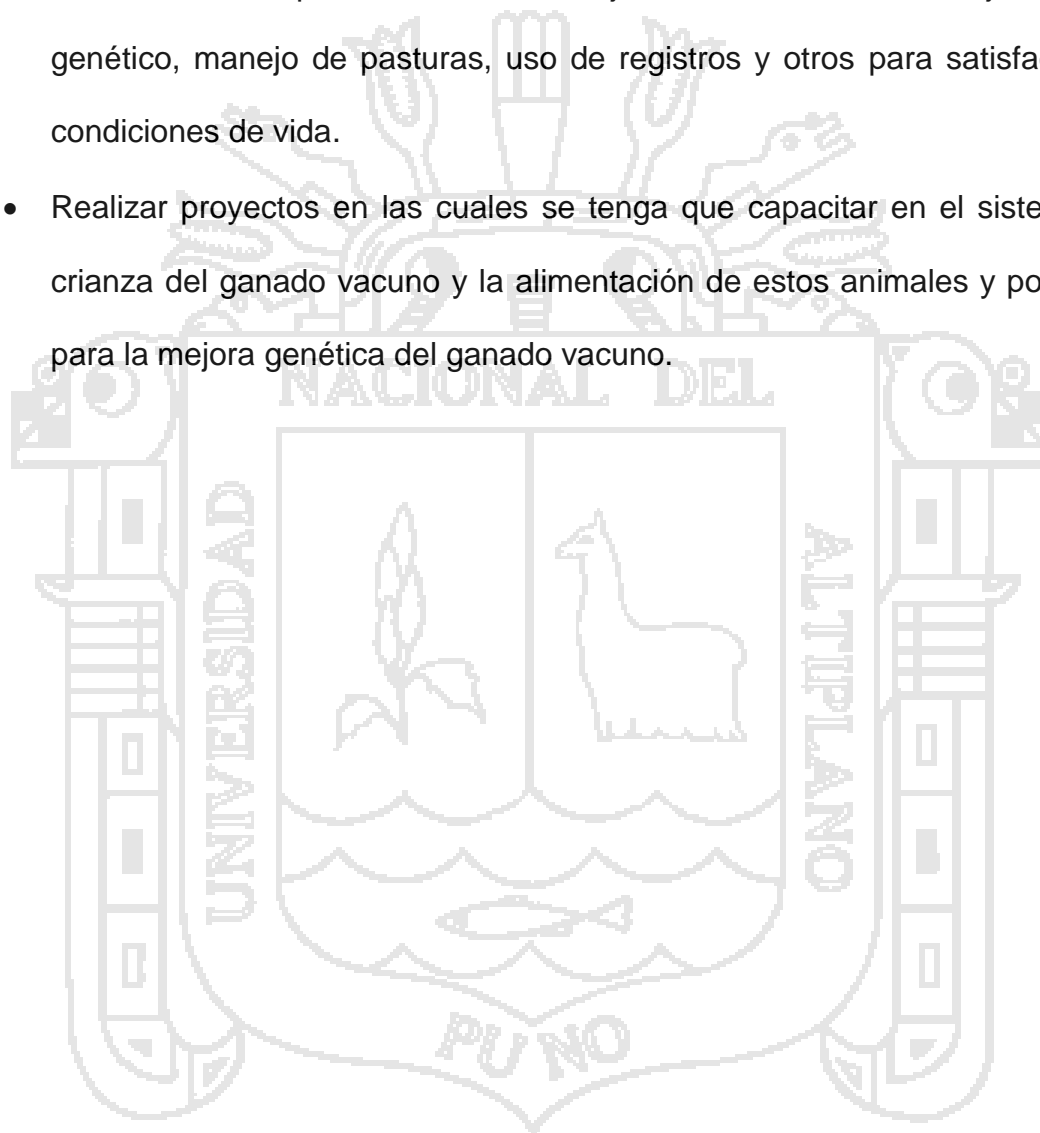 genético, manejo de pasturas, uso de registros y otros para satisfa
condiciones de vida.
• Realizar proyectos en las cuales se tenga que capacitar en el siste
crianza del ganado vacuno y la alimentación de estos animales y po
para la mejora genética del ganado vacuno.
NACIONAL DEL
UNIVERSIDAD
ALTIPLANO
PUNO